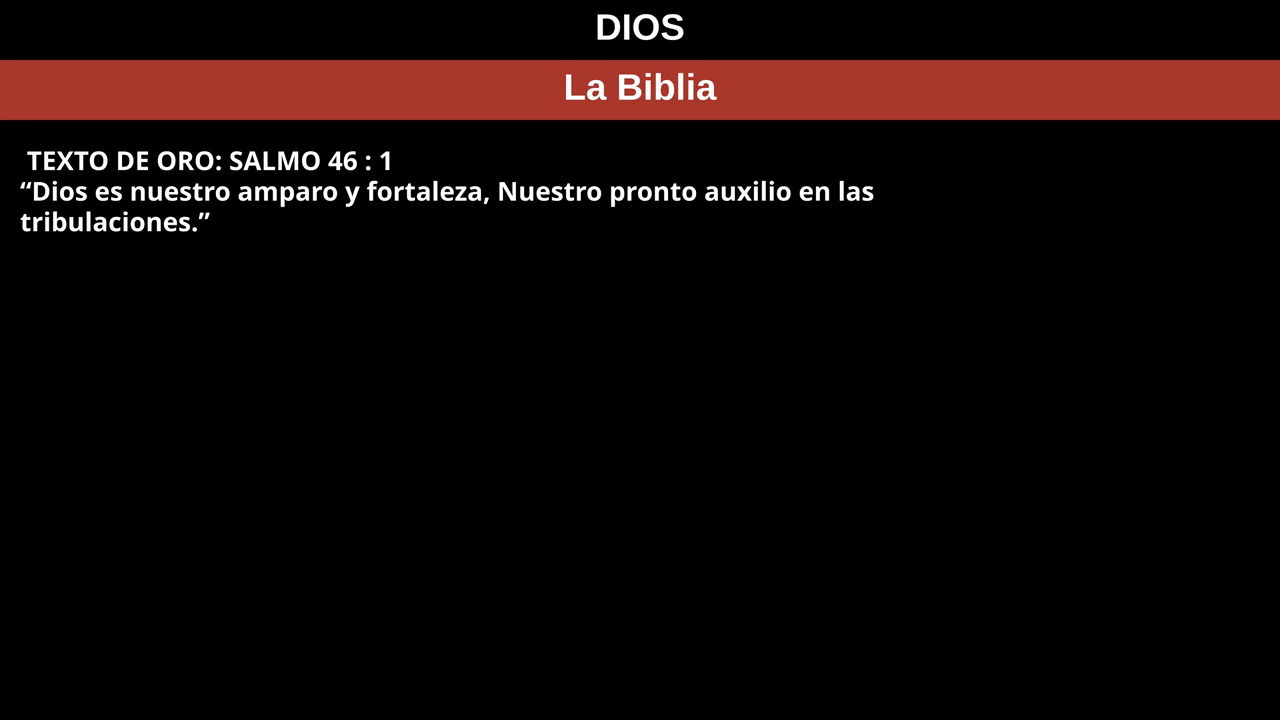 DIOS
La Biblia
TEXTO DE ORO: SALMO 46 : 1
“Dios es nuestro amparo y fortaleza, Nuestro pronto auxilio en las
tribulaciones.”